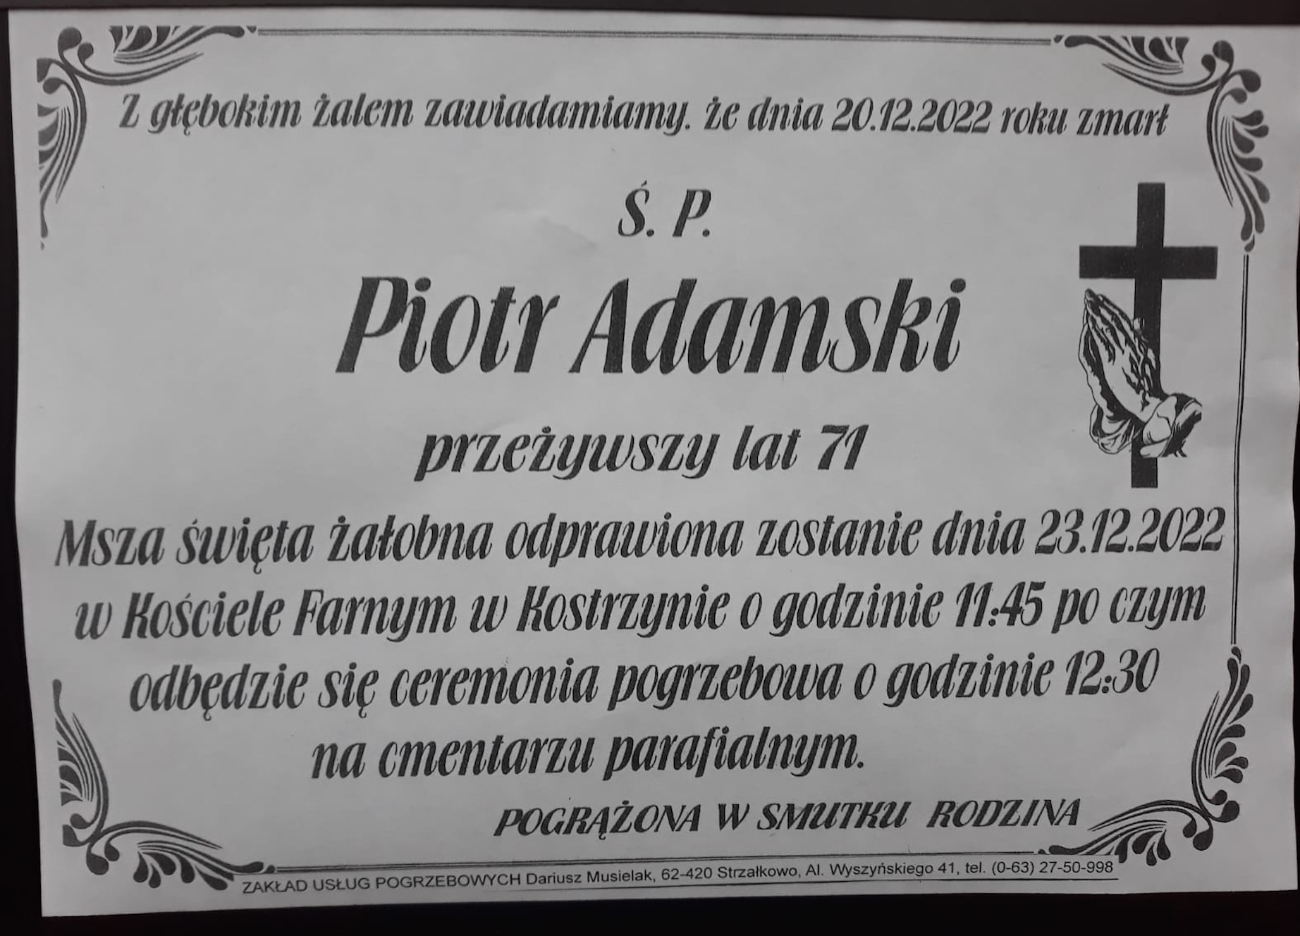 Z głębokim żalem zawiadamiamy. że dnia 20.12.2022 roku zmarł
Ś. P.
Piotr Adamski
przeżywszy lat 71
Msza święta żałobna odprawiona zostanie dnia 23.12.2022
w Kościele Farnym w Kostrzynie o godzinie 11:45 po czym
odbędzie się ceremonia pogrzebowa o godzinie 12:30
na cmentarzu parafialnym.
POGRĄŻONA W SMUTKU RODZINA
ZAKŁAD USŁUG POGRZEBOWYCH Dariusz Musielak, 62-420 Strzałkowo, Al. Wyszyńskiego 41, tel. (0-63) 27-50-998